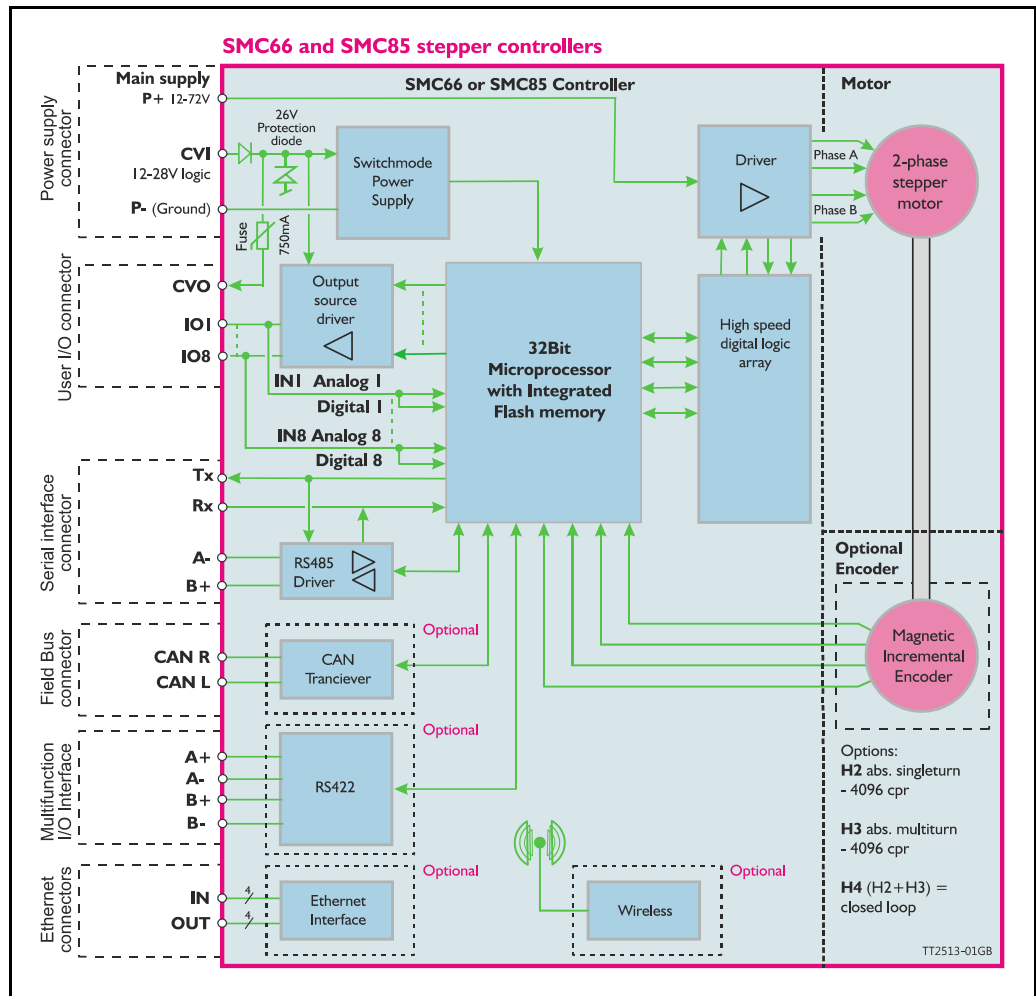 SMC66 and SMC85 stepper controllers
Power supply
connector
Main supply
P+ 12-72V
CVI
12-28V logic
P- (Ground)
SMC66 or SMC85 Controller
26V
Protection
diode
Fuse
750mA
Switchmode
Power
Supply
Driver
Motor
Phase A
Phase B
2-phase
stepper
motor
User I/O connector
CVO
IO1
IO8
Output
source
driver
IN1 Analog 1
Digital 1
IN8 Analog 8
Digital 8
32Bit
Microprocessor
with Integrated
Flash memory
High speed
digital logic
array
Serial interface
connector
Tx
Rx
A-
B+
RS485
Driver
Optional
Encoder
Magnetic
Incremental
Encoder
Field Bus
connector
CAN R
CAN L
Optional
CAN
Tranciever
Multifunction
I/O Interface
A+
A-
B+
B-
Optional
RS422
Options:
H2 abs. singleturn
- 4096 cpr
H3 abs. multiturn
- 4096 cpr
H4 (H2+H3) =
closed loop
Ethernet
connectors
IN
OUT
4
4
Optional
Ethernet
Interface
Optional
Wireless
TT2513-01GB